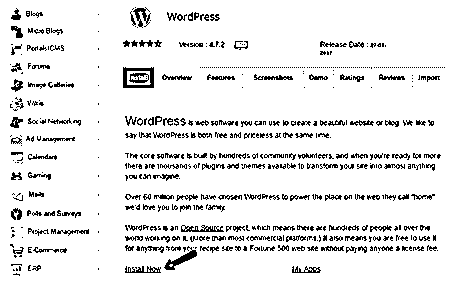 Blogs
Micro Blogs
Portals/CMS
Forums
Image Galleries
Wikis
Social Networking
Ad Management
Calendars
Gaming
Mails
Polls and Surveys
Project Management
E-Commerce
ERP
WordPress
Version : 4.7.2
Release Date :
2017
Install Overview Features Screenshots Demo Ratings Reviews Import
WordPress is web software you can use to create a beautiful website or blog. We like to
say that WordPress is both free and priceless at the same time.
The core software is built by hundreds of community volunteers, and when you're ready for more
there are thousands of plugins and themes available to transform your site into almost anything
you can imagine.
Over 60 million people have chosen WordPress to power the place on the web they call "home"
we'd love you to join the family.
WordPress is an Open Source project, which means there are hundreds of people all over the
world working on it. (More than most commercial platforms.) It also means you are free to use it
for anything from your recipe site to a Fortune 500 web site without paying anyone a license fee.
Install Now My Apps